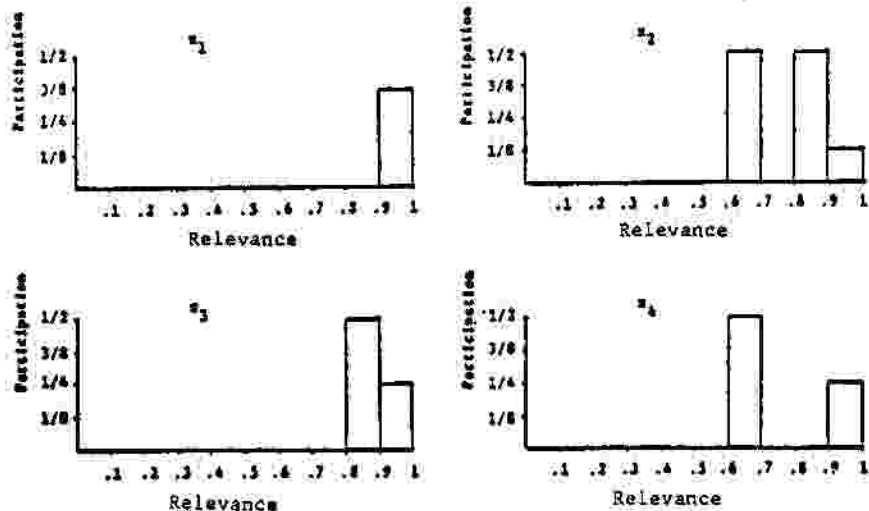 Participation
1/2
3/8
1/4
1/8
.1 .2 .3 .4 .5 .6 .7 .8 .9 1
Relevance
Participation
1/2
3/8
1/4
1/8
.1 .2 .3 .4 .5 .6 .7 .8 .9 1
Relevance
Participation
1/2
3/8
1/4
1/8
.1 .2 .3 .4 .5 .6 .7 .8 .9 1
Relevance
Participation
1/2
3/8
1/4
1/8
.1 .2 .3 .4 .5 .6 .7 .8 .9 1
Relevance